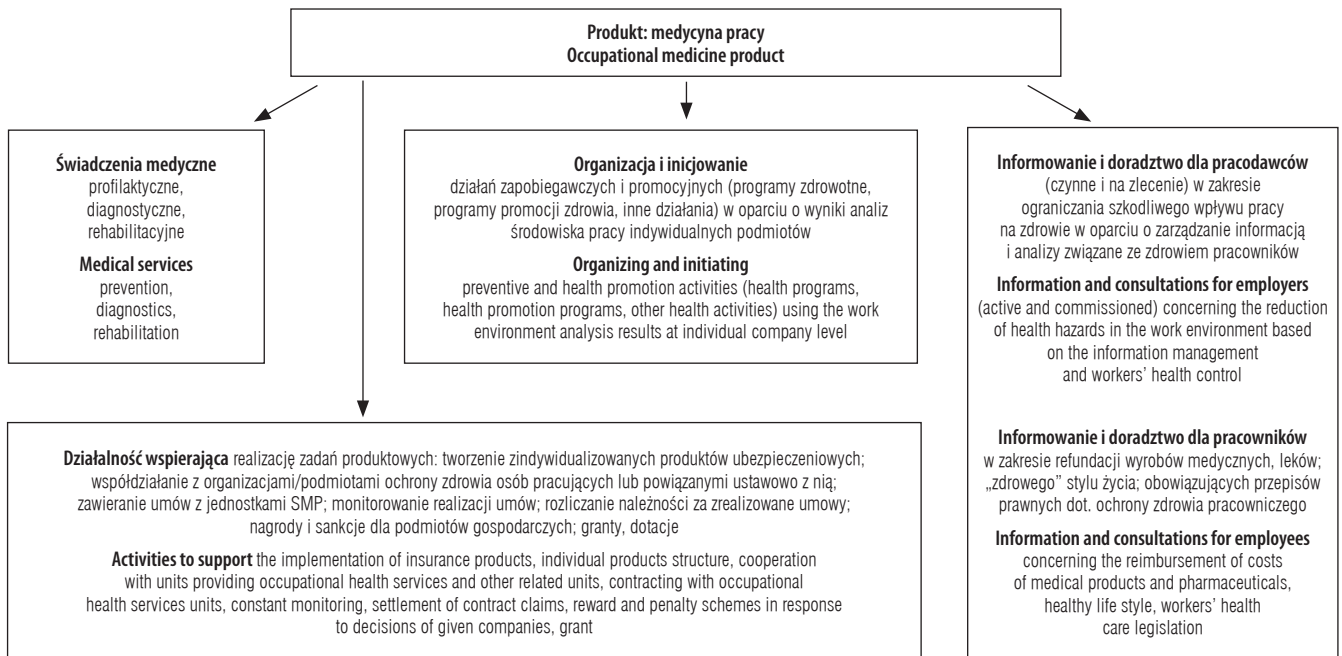 Produkt: medycyna pracy
Occupational medicine product
Świadczenia medyczne
profilaktyczne,
diagnostyczne,
rehabilitacyjne
Medical services
prevention,
diagnostics,
rehabilitation
Organizacja i inicjowanie
działań zapobiegawczych i promocyjnych (programy zdrowotne,
programy promocji zdrowia, inne działania) w oparciu o wyniki analiz
środowiska pracy indywidualnych podmiotów
Organizing and initiating
preventive and health promotion activities (health programs,
health promotion programs, other health activities) using the work
environment analysis results at individual company level
Informowanie i doradztwo dla pracodawców
(czynne i na zlecenie) w zakresie
ograniczania szkodliwego wpływu pracy
na zdrowie w oparciu o zarządzanie informacją
i analizy związane ze zdrowiem pracowników
Information and consultations for employers
(active and commissioned) concerning the reduction
of health hazards in the work environment based
on the information management
and workers’ health control
Informowanie i doradztwo dla pracowników
w zakresie refundacji wyrobów medycznych, leków;
„zdrowego” stylu życia; obowiązujących przepisów
prawnych dot. ochrony zdrowia pracowniczego
Information and consultations for employees
concerning the reimbursement of costs
of medical products and pharmaceuticals,
healthy life style, workers’ health
care legislation
Działalność wspierająca realizację zadań produktowych: tworzenie zindywidualizowanych produktów ubezpieczeniowych;
współdziałanie z organizacjami/podmiotami ochrony zdrowia osób pracujących lub powiązanymi ustawowo z nią;
zawieranie umów z jednostkami SMP; monitorowanie realizacji umów; rozliczanie należności za zrealizowane umowy;
nagrody i sankcje dla podmiotów gospodarczych; granty, dotacje
Activities to support the implementation of insurance products, individual products structure, cooperation
with units providing occupational health services and other related units, contracting with occupational
health services units, constant monitoring, settlement of contract claims, reward and penalty schemes in response
to decisions of given companies, grant